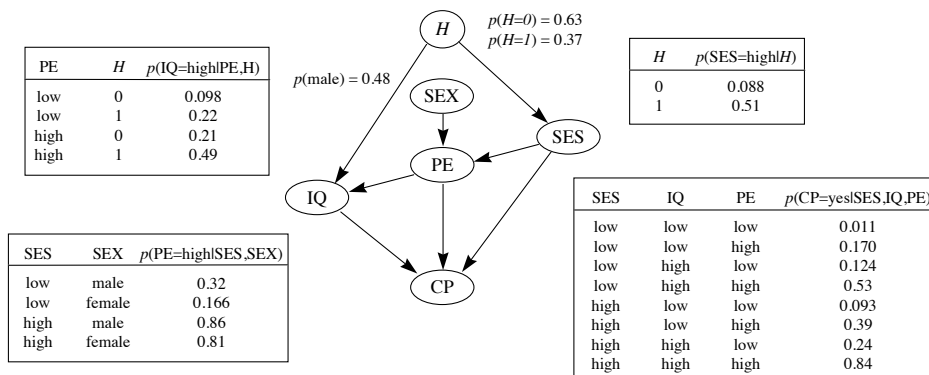 H
p(H=0) = 0.63
p(H=1) = 0.37
p(male) = 0.48
SEX
SES
PE
IQ
CP
PE H p(IQ=high|PE,H)
low 0 0.098
low 1 0.22
high 0 0.21
high 1 0.49
H p(SES=high|H)
0 0.088
1 0.51
SES SEX p(PE=high|SES,SEX)
low male 0.32
low female 0.166
high male 0.86
high female 0.81
SES IQ PE p(CP=yes|SES,IQ,PE)
low low low 0.011
low low high 0.170
low high low 0.124
low high high 0.53
high low low 0.093
high low high 0.39
high high low 0.24
high high high 0.84